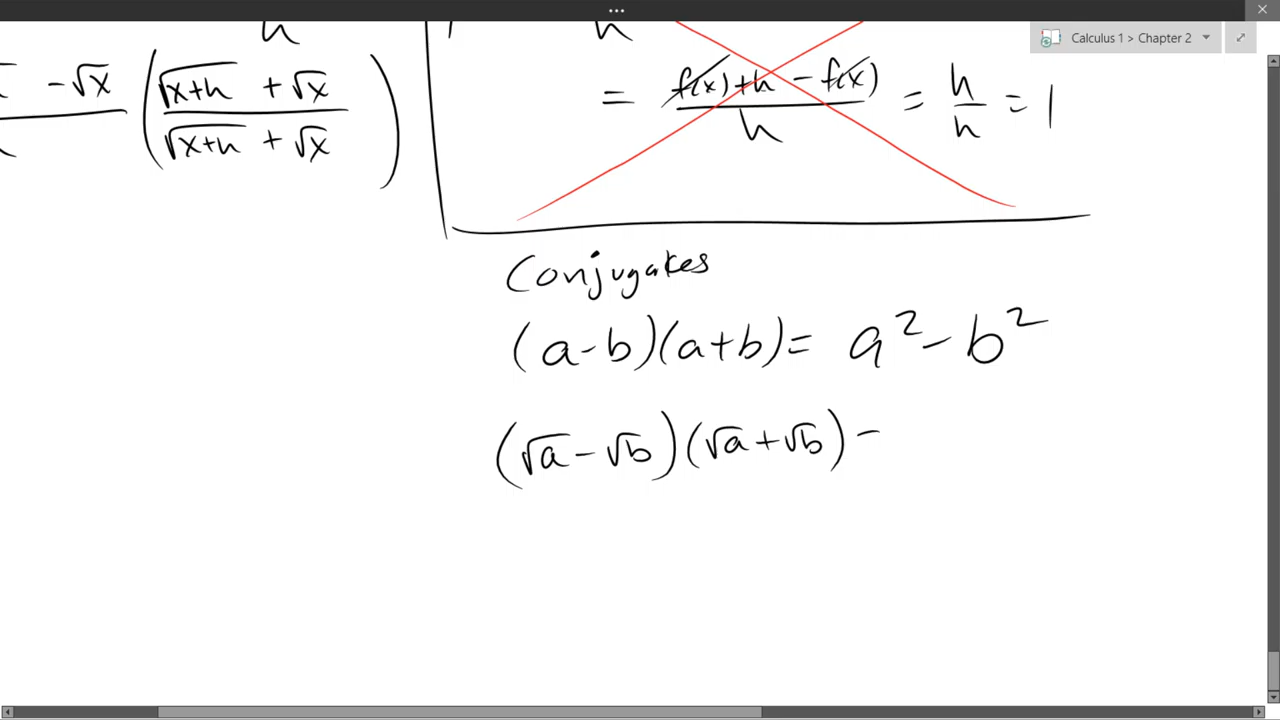 Calculus 1 > Chapter 2
h
h
-√x (√x+h + √x / √x+h + √x)
= f(x)+h - f(x) / h = h / h = 1
Conjugates
(a-b)(a+b)= a² - b²
(√a - √b)(√a + √b) -